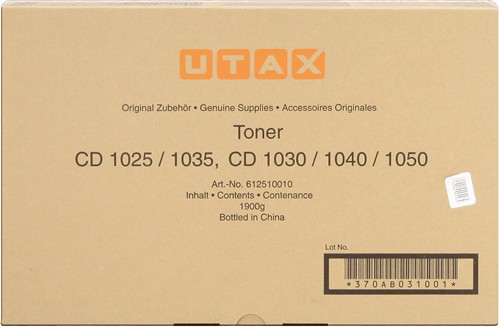 UTAX
Original Zubehör • Genuine Supplies • Accessoires Originales
Toner
CD 1025 / 1035, CD 1030 / 1040 / 1050
Art.-No. 612510010
Inhalt • Contents • Contenance
1900g
Bottled in China
Lot No.
*370AB031001*